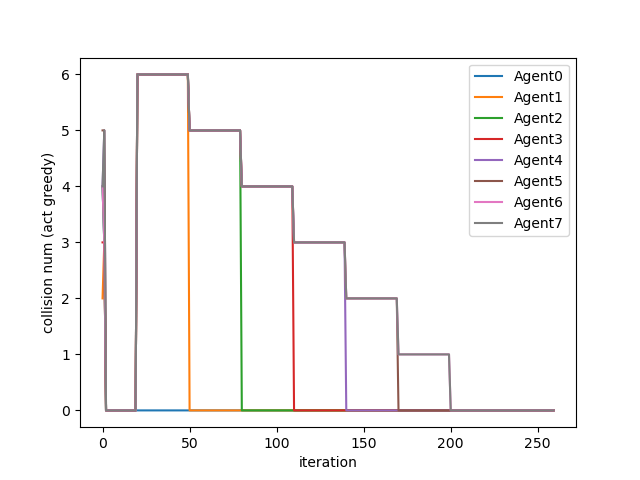 collision num (act greedy)
6
5
4
3
2
1
0
0
50
100
150
200
250
iteration
Agent0
Agent1
Agent2
Agent3
Agent4
Agent5
Agent6
Agent7